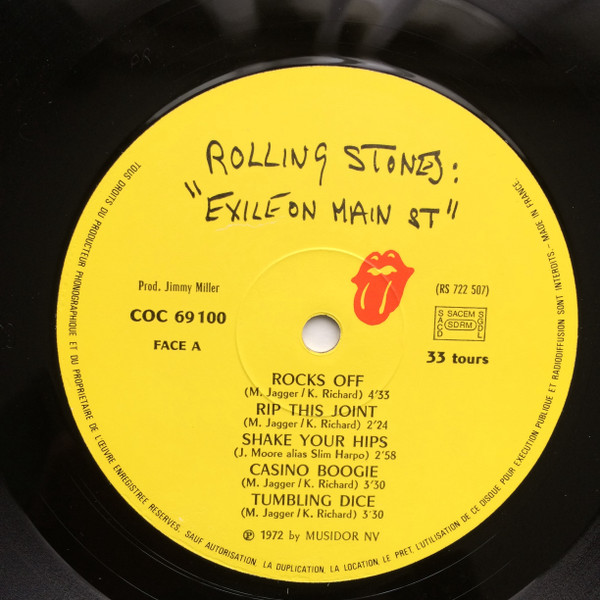 ROLLING STONES:
"EXILE ON MAIN ST"
Prod. Jimmy Miller
(RS 722 507)
COC 69100
SACEM
SACD SDRM SGDL
FACE A
33 tours
ROCKS OFF
(M. Jagger / K. Richard) 4'33
RIP THIS JOINT
(M. Jagger / K. Richard) 2'24
SHAKE YOUR HIPS
(J. Moore alias Slim Harpo) 2'58
CASINO BOOGIE
(M. Jagger / K. Richard) 3'30
TUMBLING DICE
(M. Jagger / K. Richard) 3'30
℗ 1972 by MUSIDOR NV
TOUS DROITS DU PRODUCTEUR PHONOGRAPHIQUE ET DU PROPRIETAIRE DE L'ŒUVRE ENREGISTREE RESERVES. SAUF AUTORISATION LA DUPLICATION, LA LOCATION, LE PRET, L'UTILISATION DE CE DISQUE POUR EXECUTION PUBLIQUE ET RADIODIFFUSION SONT INTERDITS. - MADE IN FRANCE.